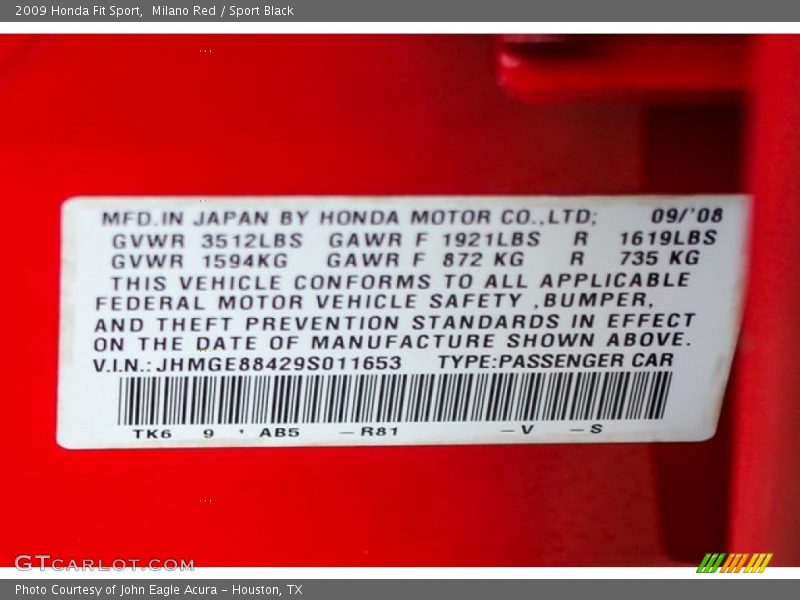 2009 Honda Fit Sport,  Milano Red / Sport Black
MFD.IN JAPAN BY HONDA MOTOR CO.,LTD; 09/'08
GVWR 3512LBS GAWR F 1921LBS R 1619LBS
GVWR 1594KG GAWR F 872 KG R 735 KG
THIS VEHICLE CONFORMS TO ALL APPLICABLE
FEDERAL MOTOR VEHICLE SAFETY ,BUMPER,
AND THEFT PREVENTION STANDARDS IN EFFECT
ON THE DATE OF MANUFACTURE SHOWN ABOVE.
V.I.N.: JHMGE88429S011653 TYPE:PASSENGER CAR
TK6 9 ' AB5 –R81 –V –S
GTCARLOT.COM
Photo Courtesy of John Eagle Acura – Houston, TX